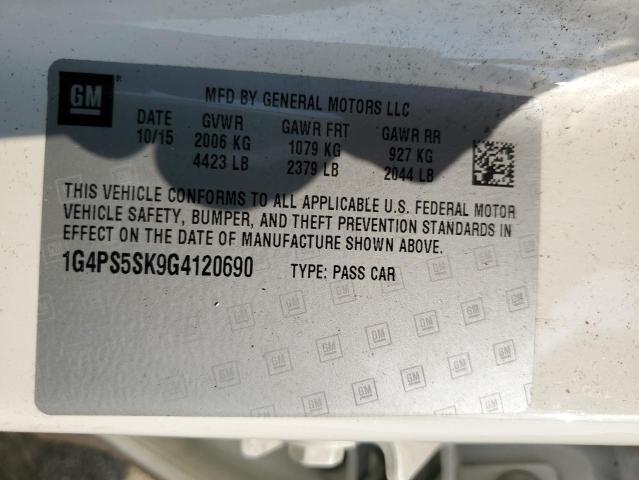 GM ®
MFD BY GENERAL MOTORS LLC
DATE GVWR GAWR FRT GAWR RR
10/15 2006 KG 1079 KG 927 KG
4423 LB 2379 LB 2044 LB
THIS VEHICLE CONFORMS TO ALL APPLICABLE U.S. FEDERAL MOTOR
VEHICLE SAFETY, BUMPER, AND THEFT PREVENTION STANDARDS
IN EFFECT ON THE DATE OF MANUFACTURE SHOWN ABOVE.
1G4PS5SK9G4120690 TYPE: PASS CAR